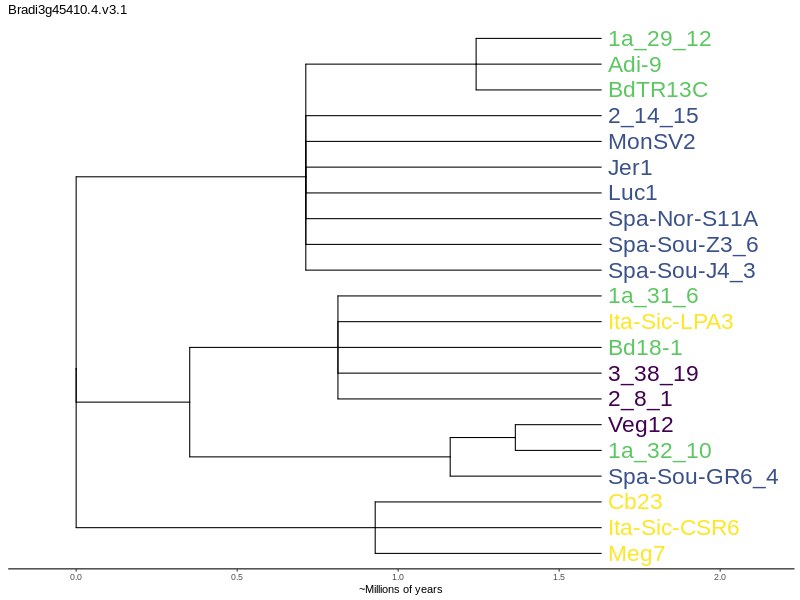 Bradi3g45410.4.v3.1
1a_29_12
Adi-9
BdTR13C
2_14_15
MonSV2
Jer1
Luc1
Spa-Nor-S11A
Spa-Sou-Z3_6
Spa-Sou-J4_3
1a_31_6
Ita-Sic-LPA3
Bd18-1
3_38_19
2_8_1
Veg12
1a_32_10
Spa-Sou-GR6_4
Cb23
Ita-Sic-CSR6
Meg7
0.0 0.5 1.0 1.5 2.0
~Millions of years